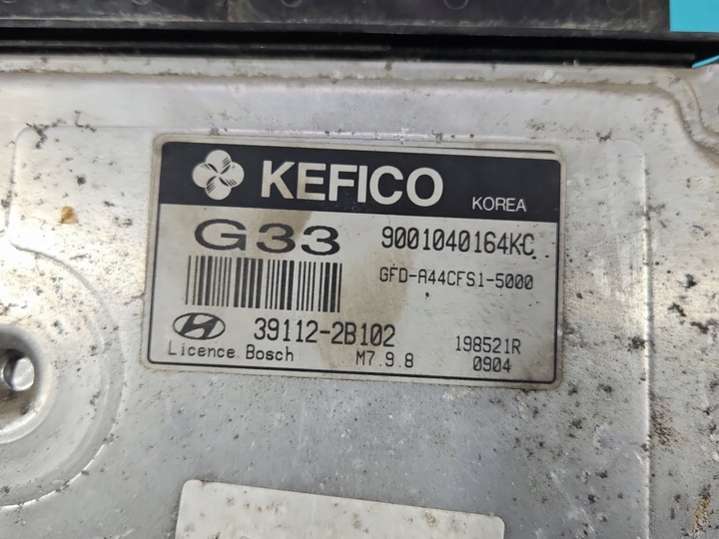 KEFICO KOREA
G33 9001040164KC
GFD-A44CFS1-5000
39112-2B102 198521R
Licence Bosch M7.9.8 0904